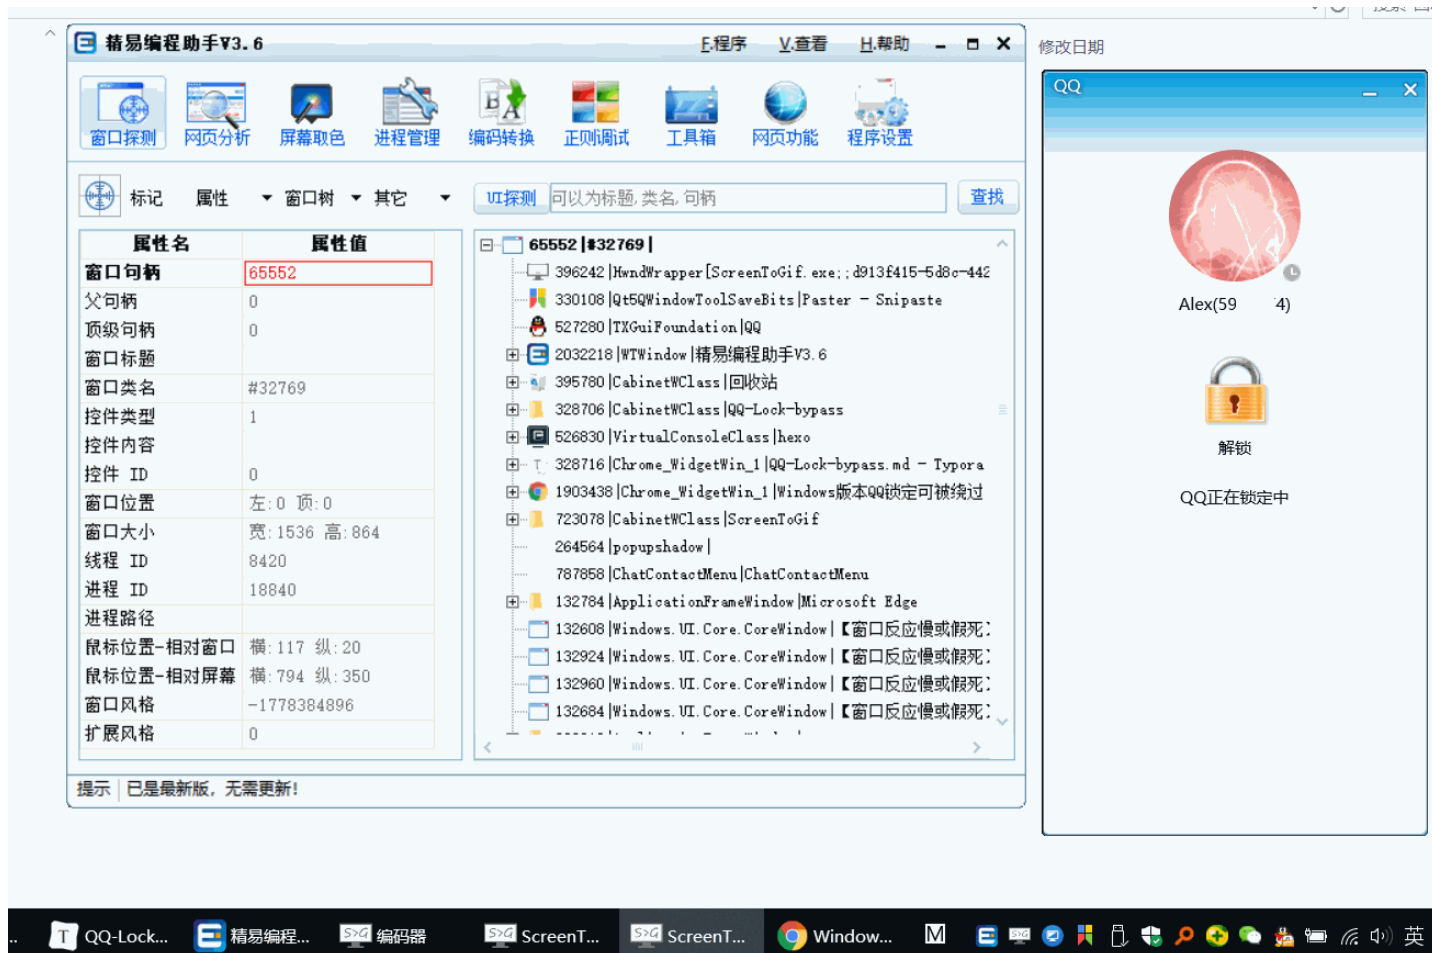 精易编程助手V3.6
F.程序 V.查看 H.帮助
窗口探测 网页分析 屏幕取色 进程管理 编码转换 正则调试 工具箱 网页功能 程序设置
标记 属性 窗口树 其它 UI探测 可以为标题,类名,句柄 查找
属性名 属性值
窗口句柄 65552
父句柄 0
顶级句柄 0
窗口标题
窗口类名 #32769
控件类型 1
控件内容
控件 ID 0
窗口位置 左:0 顶:0
窗口大小 宽:1536 高:864
线程 ID 8420
进程 ID 18840
进程路径
鼠标位置-相对窗口 横:117 纵:20
鼠标位置-相对屏幕 横:794 纵:350
窗口风格 -1778384896
扩展风格 0
65552|#32769|
396242|HwndWrapper[ScreenToGif.exe;;d913f415-5d8c-442
330108|Qt5QWindowToolSaveBits|Paster - Snipaste
527280|TXGuiFoundation|QQ
2032218|WTWindow|精易编程助手V3.6
395780|CabinetWClass|回收站
328706|CabinetWClass|QQ-Lock-bypass
526830|VirtualConsoleClass|hexo
328716|Chrome_WidgetWin_1|QQ-Lock-bypass.md - Typora
1903438|Chrome_WidgetWin_1|Windows版本QQ锁定可被绕过
723078|CabinetWClass|ScreenToGif
264564|popupshadow|
787858|ChatContactMenu|ChatContactMenu
132784|ApplicationFrameWindow|Microsoft Edge
132608|Windows.UI.Core.CoreWindow|【窗口反应慢或假死】
132924|Windows.UI.Core.CoreWindow|【窗口反应慢或假死】
132960|Windows.UI.Core.CoreWindow|【窗口反应慢或假死】
132684|Windows.UI.Core.CoreWindow|【窗口反应慢或假死】
提示 已是最新版，无需更新!
修改日期
QQ
Alex(59 4)
解锁
QQ正在锁定中
.. T QQ-Lock... 精易编程... S>G 编码器 S>G ScreenT... S>G ScreenT... Window... M S>G 英